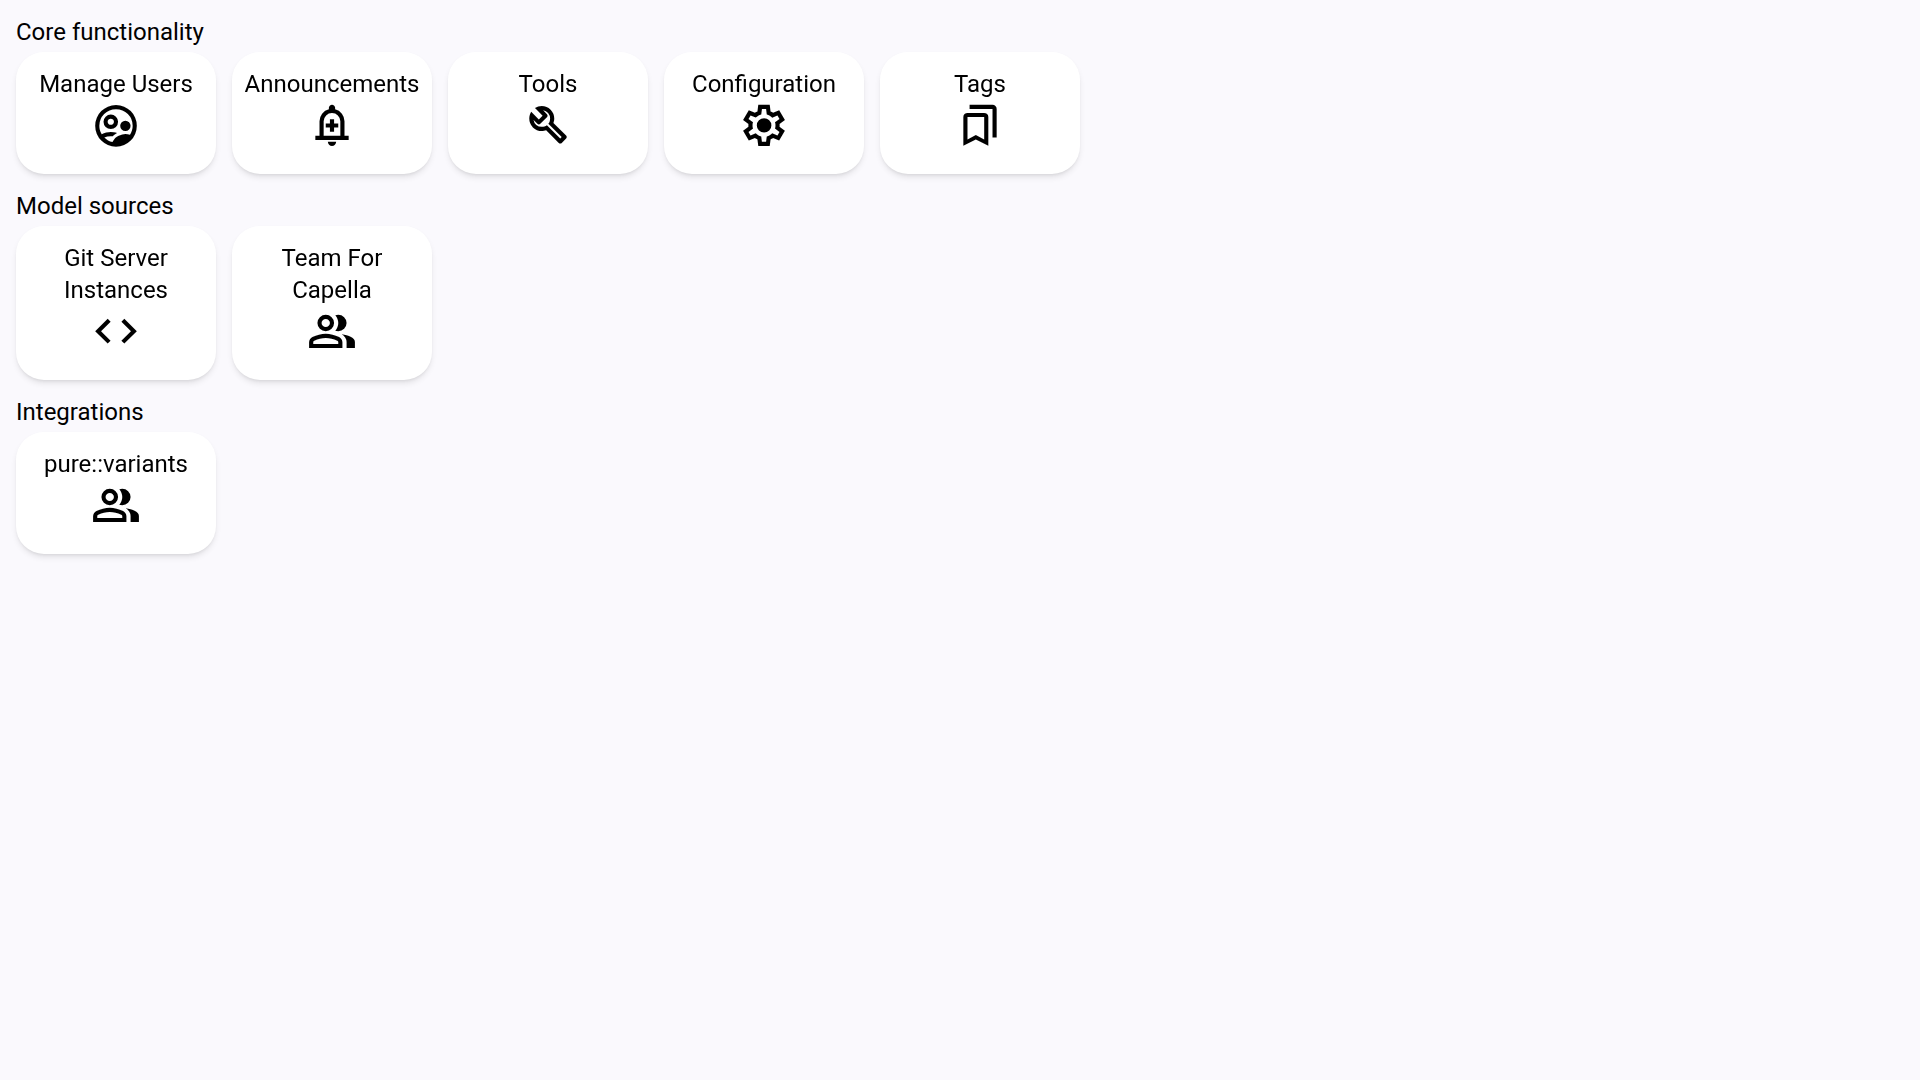 Core functionality
Manage Users
Announcements
Tools
Configuration
Tags
Model sources
Git Server
Instances
Team For
Capella
Integrations
pure::variants